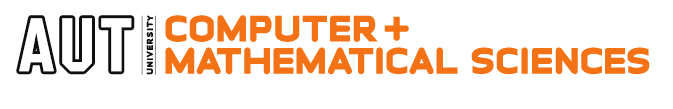 AUT
UNIVERSITY
COMPUTER +
MATHEMATICAL SCIENCES